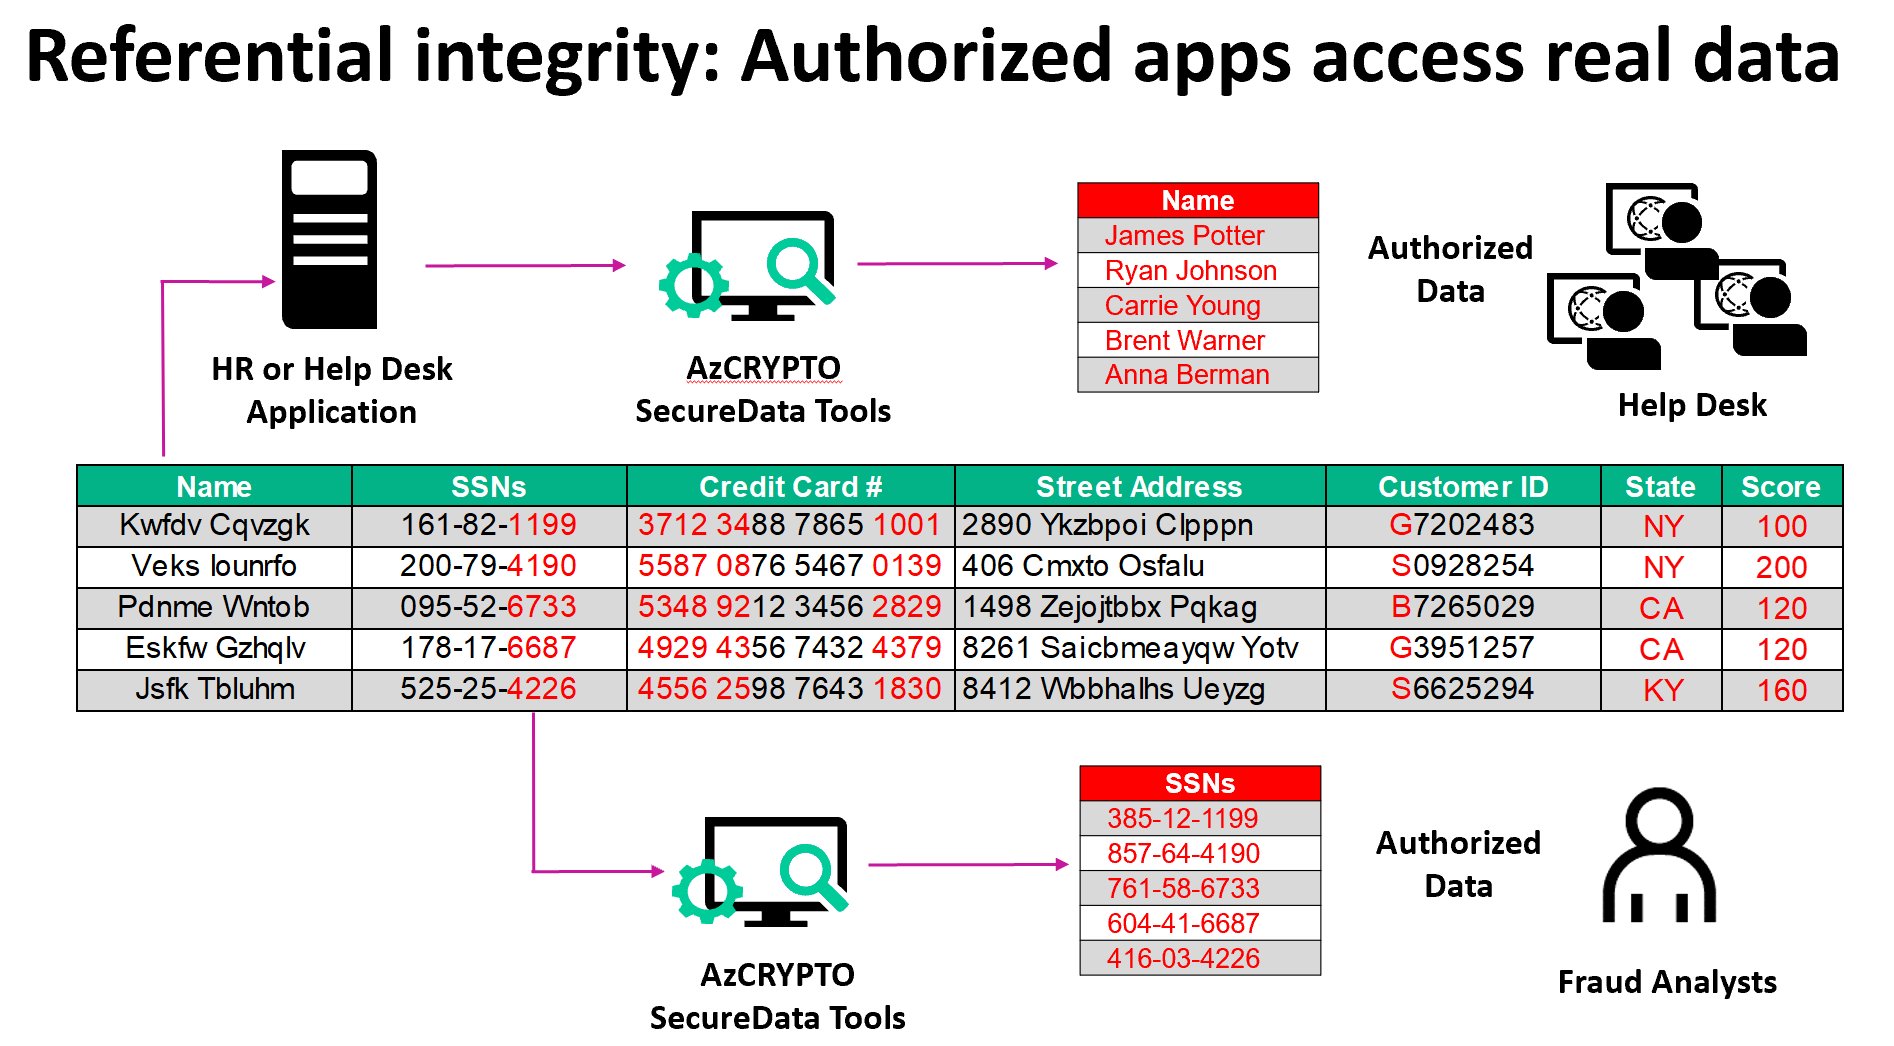 Referential integrity: Authorized apps access real data
HR or Help Desk
Application
AzCRYPTO
SecureData Tools
Name
James Potter
Ryan Johnson
Carrie Young
Brent Warner
Anna Berman
Authorized
Data
Help Desk
Name SSNs Credit Card # Street Address Customer ID State Score
Kwfdv Cqvzgk 161-82-1199 3712 3488 7865 1001 2890 Ykzbpoi Clpppn G7202483 NY 100
Veks Iounrfo 200-79-4190 5587 0876 5467 0139 406 Cmxto Osfalu S0928254 NY 200
Pdnme Wntob 095-52-6733 5348 9212 3456 2829 1498 Zejojtbbx Pqkag B7265029 CA 120
Eskfw Gzhqlv 178-17-6687 4929 4356 7432 4379 8261 Saicbmeayqw Yotv G3951257 CA 120
Jsfk Tbluhm 525-25-4226 4556 2598 7643 1830 8412 Wbbhalhs Ueyzg S6625294 KY 160
AzCRYPTO
SecureData Tools
SSNs
385-12-1199
857-64-4190
761-58-6733
604-41-6687
416-03-4226
Authorized
Data
Fraud Analysts